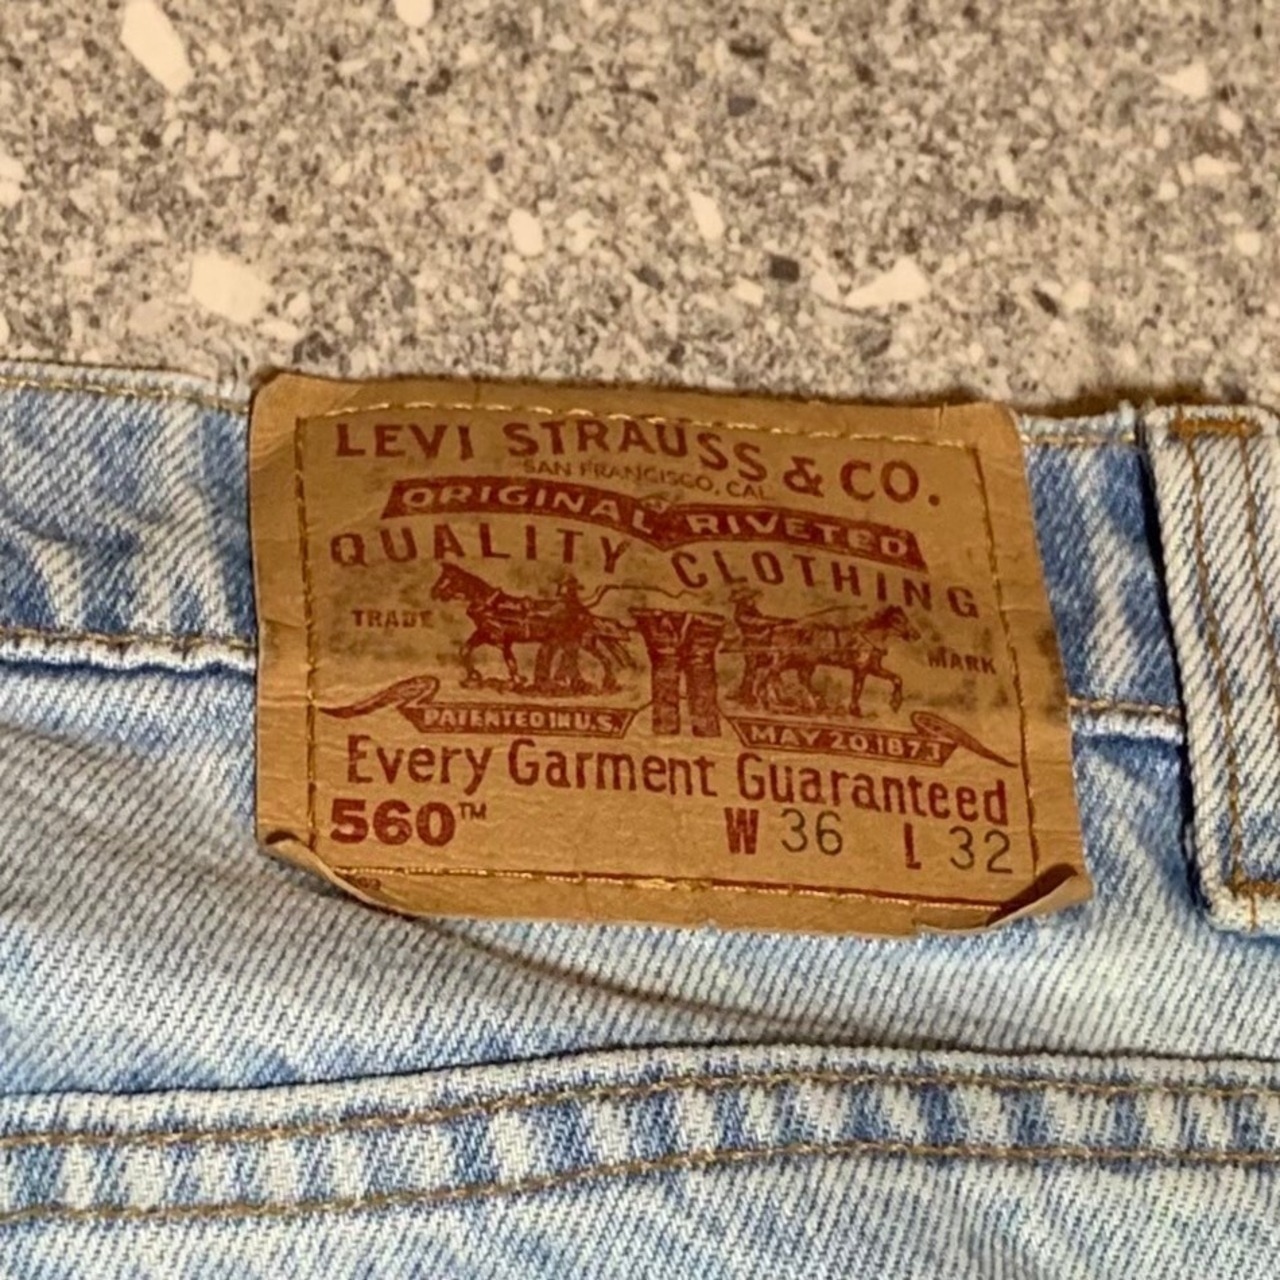 LEVI STRAUSS & CO.
SAN FRANCISCO, CAL
ORIGINAL RIVETED
QUALITY CLOTHING
TRADE MARK
PATENTED IN U.S. MAY 20.1873
Every Garment Guaranteed
560™ W 36 L 32